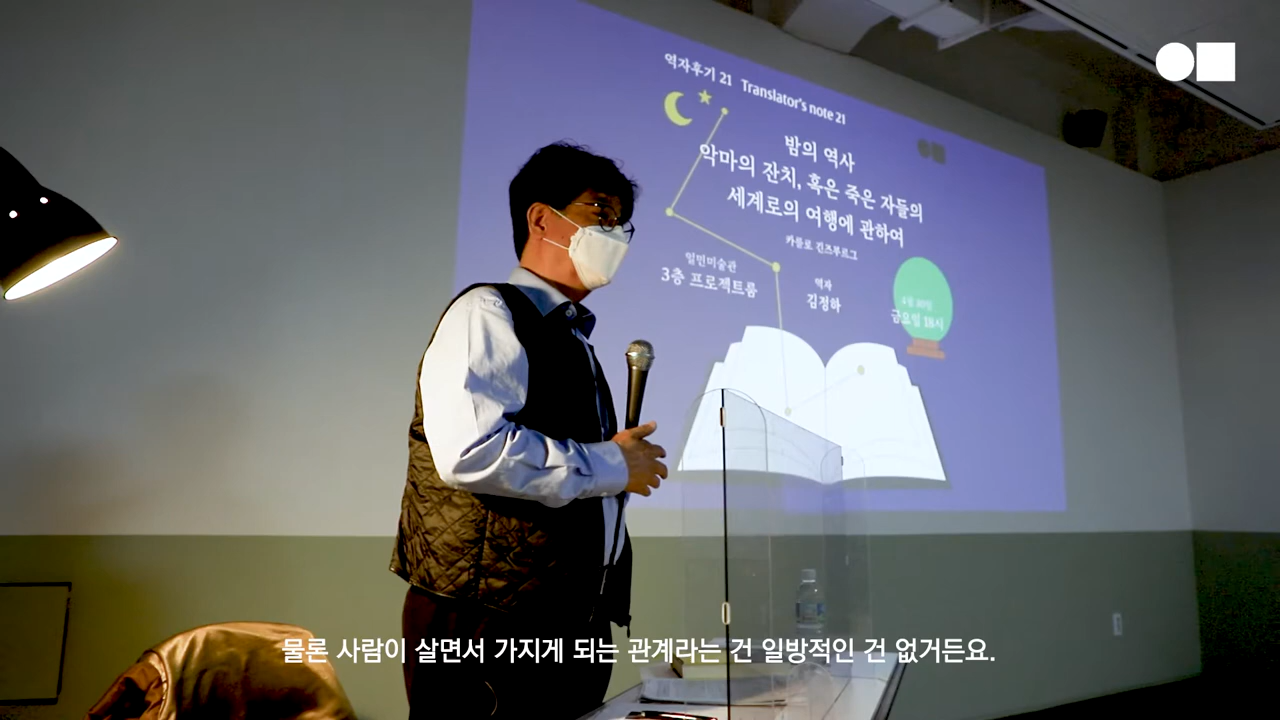 역자후기 21 Translator's note 21
밤의 역사
악마의 잔치, 혹은 죽은 자들의
세계로의 여행에 관하여
카를로 긴즈부르그
일민미술관
3층 프로젝트룸
역자
김정하
금요일 18시
물론 사람이 살면서 가지게 되는 관계라는 건 일방적인 건 없거든요.